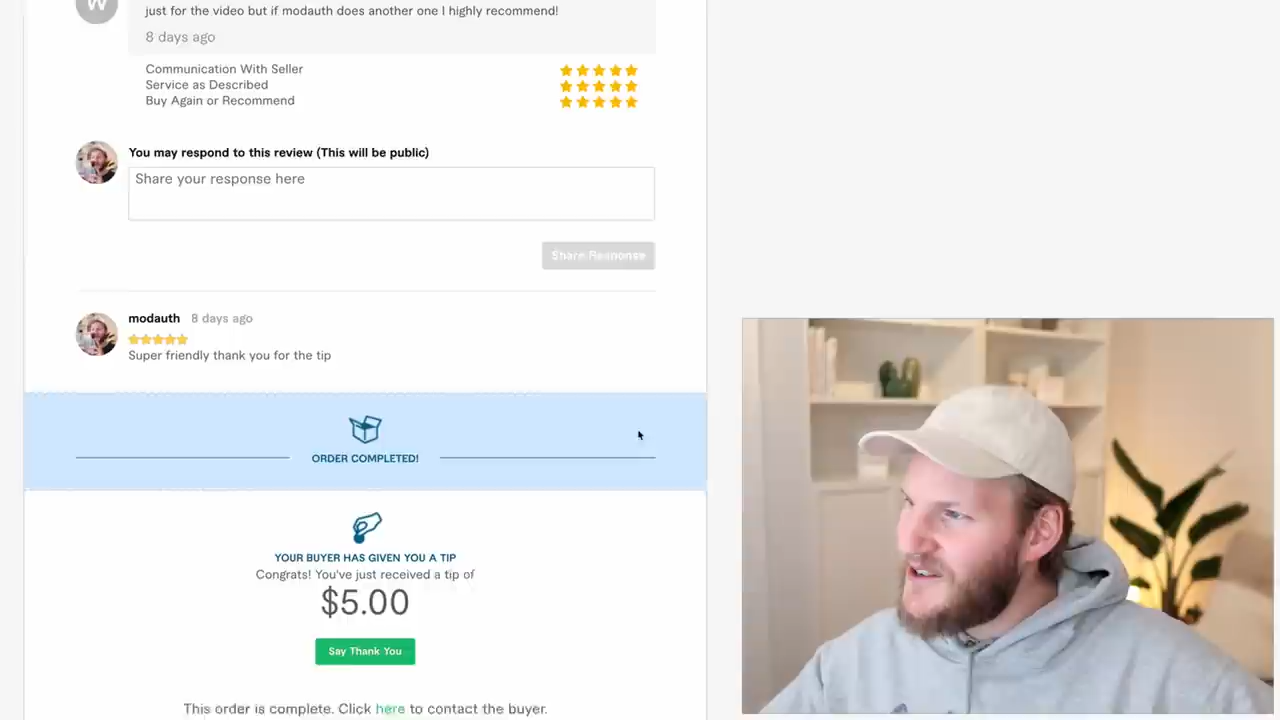 W
just for the video but if modauth does another one I highly recommend!
8 days ago
Communication With Seller
Service as Described
Buy Again or Recommend
You may respond to this review (This will be public)
Share your response here
Share Response
modauth 8 days ago
Super friendly thank you for the tip
ORDER COMPLETED!
YOUR BUYER HAS GIVEN YOU A TIP
Congrats! You've just received a tip of
$5.00
Say Thank You
This order is complete. Click here to contact the buyer.